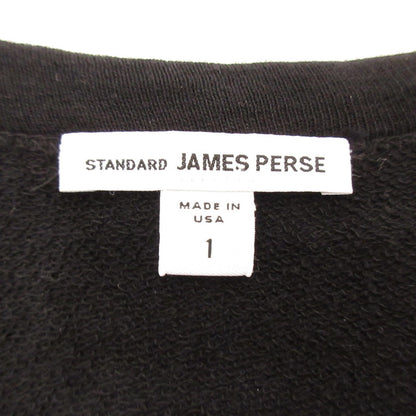 STANDARD JAMES PERSE
MADE IN
USA
1